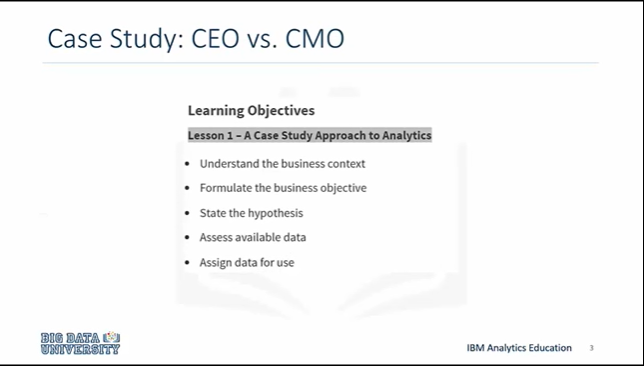 Case Study: CEO vs. CMO
Learning Objectives
Lesson 1 – A Case Study Approach to Analytics
• Understand the business context
• Formulate the business objective
• State the hypothesis
• Assess available data
• Assign data for use
BIG DATA
UNIVERSITY
IBM Analytics Education 3